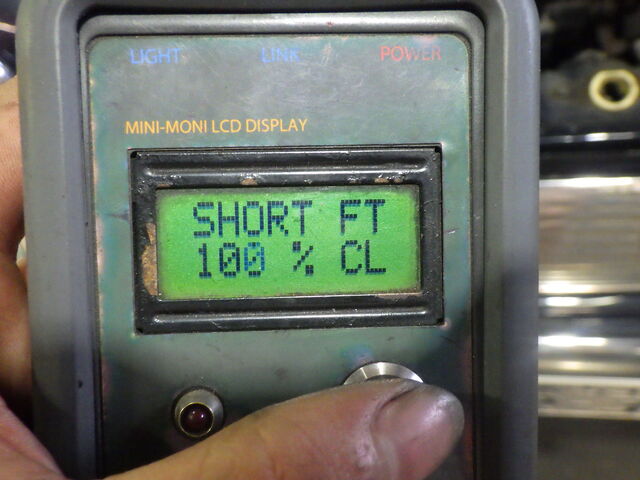 LIGHT LINK POWER
MINI-MONI LCD DISPLAY
SHORT FT
100 % CL